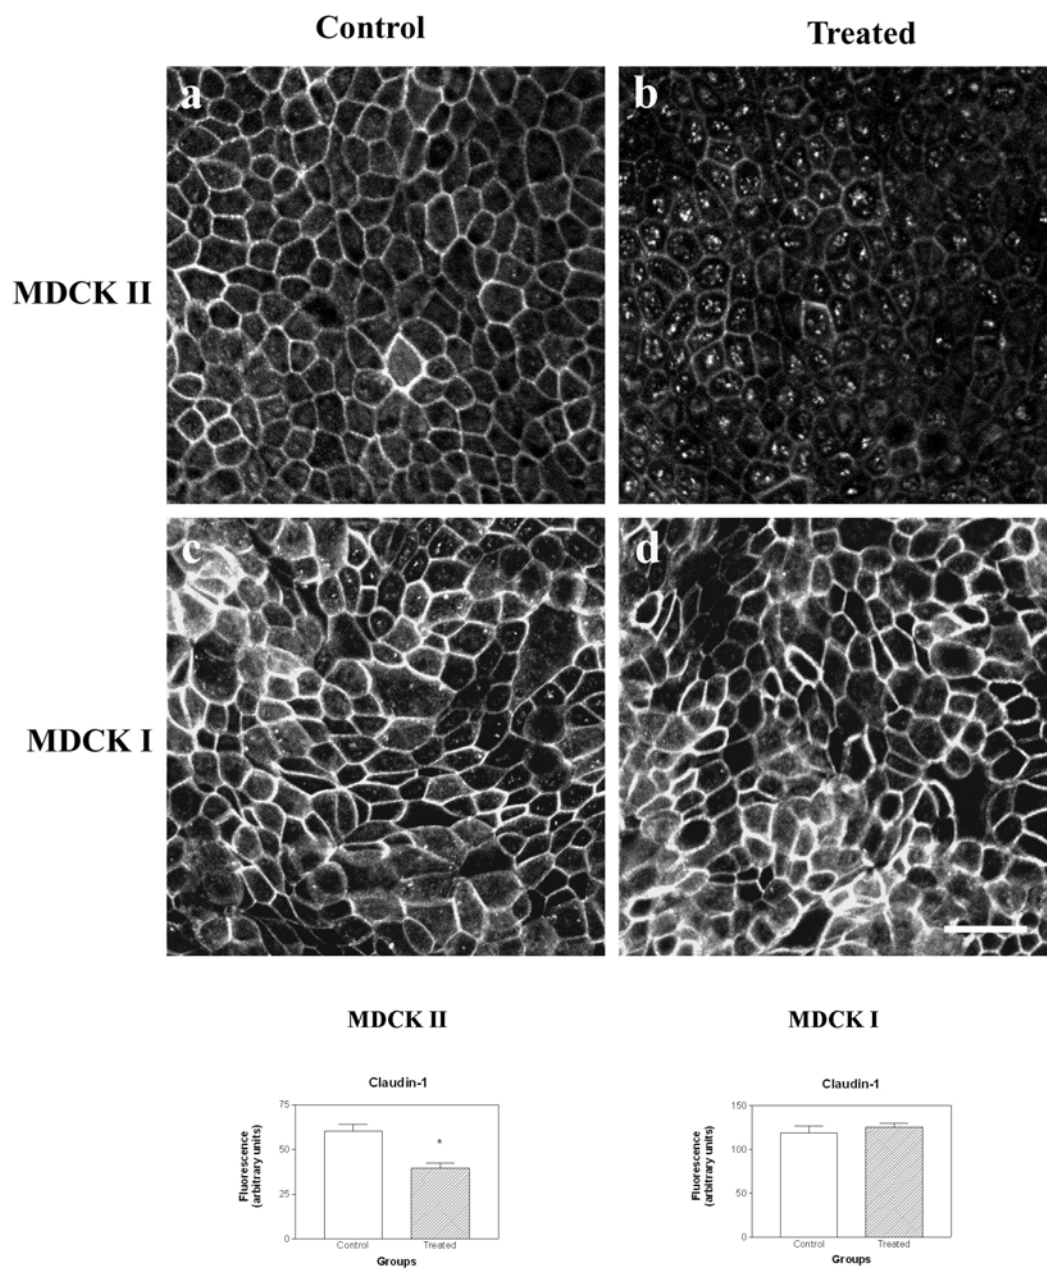 Control
Treated
a
b
MDCK II
c
d
MDCK I
MDCK II
MDCK I
Claudin-1
75
50
25
0
Fluorescence
(arbitrary units)
*
Control
Treated
Groups
Claudin-1
150
100
50
0
Fluorescence
(arbitrary units)
Control
Treated
Groups